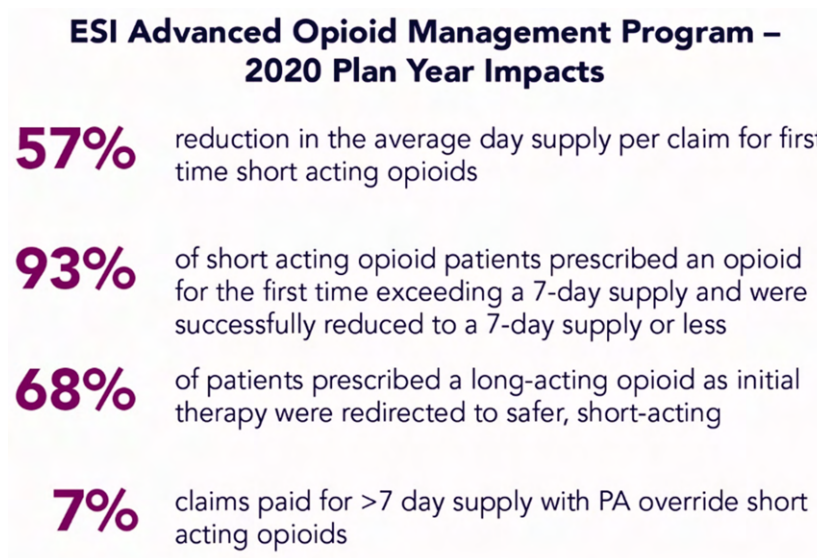 ESI Advanced Opioid Management Program –
2020 Plan Year Impacts
57%
reduction in the average day supply per claim for first
time short acting opioids
93%
of short acting opioid patients prescribed an opioid
for the first time exceeding a 7-day supply and were
successfully reduced to a 7-day supply or less
68%
of patients prescribed a long-acting opioid as initial
therapy were redirected to safer, short-acting
7%
claims paid for >7 day supply with PA override short
acting opioids